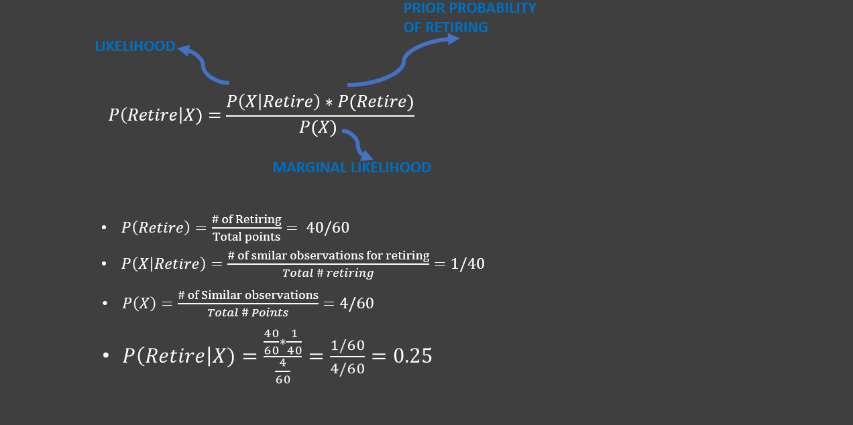 PRIOR PROBABILITY
OF RETIRING
LIKELIHOOD
P(Retire|X) = P(X|Retire) * P(Retire) / P(X)
MARGINAL LIKELIHOOD
• P(Retire) = # of Retiring / Total points = 40/60
• P(X|Retire) = # of smilar observations for retiring / Total # retiring = 1/40
• P(X) = # of Similar observations / Total # Points = 4/60
• P(Retire|X) = (40/60 * 1/40) / (4/60) = 1/60 / 4/60 = 0.25